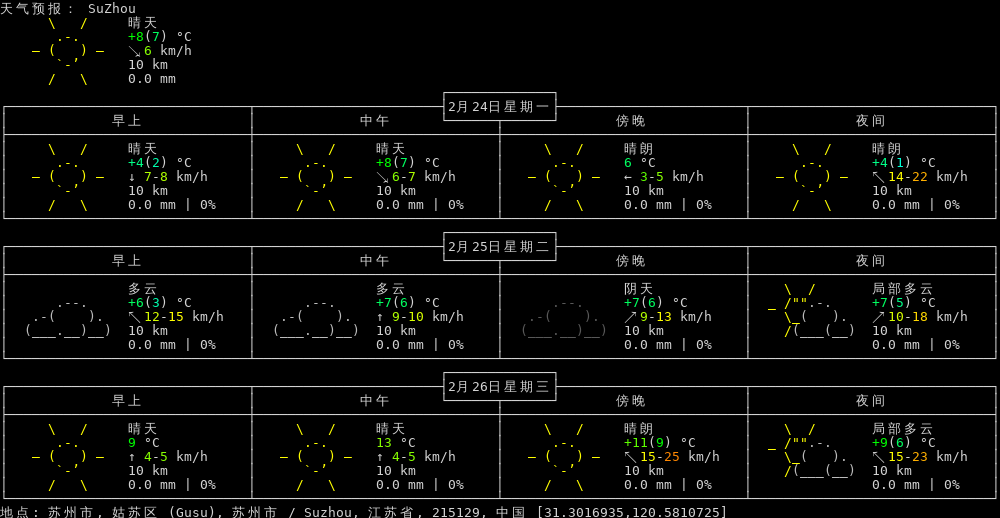 天气预报： SuZhou
晴天
+8(7) °C
↘ 6 km/h
10 km
0.0 mm
2月24日星期一
早上 中午 傍晚 夜间
晴天 晴天 晴朗 晴朗
+4(2) °C +8(7) °C 6 °C +4(1) °C
↓ 7-8 km/h ↘ 6-7 km/h ← 3-5 km/h ↖ 14-22 km/h
10 km 10 km 10 km 10 km
0.0 mm | 0% 0.0 mm | 0% 0.0 mm | 0% 0.0 mm | 0%
2月25日星期二
早上 中午 傍晚 夜间
多云 多云 阴天 局部多云
+6(3) °C +7(6) °C +7(6) °C +7(5) °C
↖ 12-15 km/h ↑ 9-10 km/h ↗ 9-13 km/h ↗ 10-18 km/h
10 km 10 km 10 km 10 km
0.0 mm | 0% 0.0 mm | 0% 0.0 mm | 0% 0.0 mm | 0%
2月26日星期三
早上 中午 傍晚 夜间
晴天 晴天 晴朗 局部多云
9 °C 13 °C +11(9) °C +9(6) °C
↑ 4-5 km/h ↑ 4-5 km/h ↖ 15-25 km/h ↖ 15-23 km/h
10 km 10 km 10 km 10 km
0.0 mm | 0% 0.0 mm | 0% 0.0 mm | 0% 0.0 mm | 0%
地点: 苏州市, 姑苏区 (Gusu), 苏州市 / Suzhou, 江苏省, 215129, 中国 [31.3016935,120.5810725]